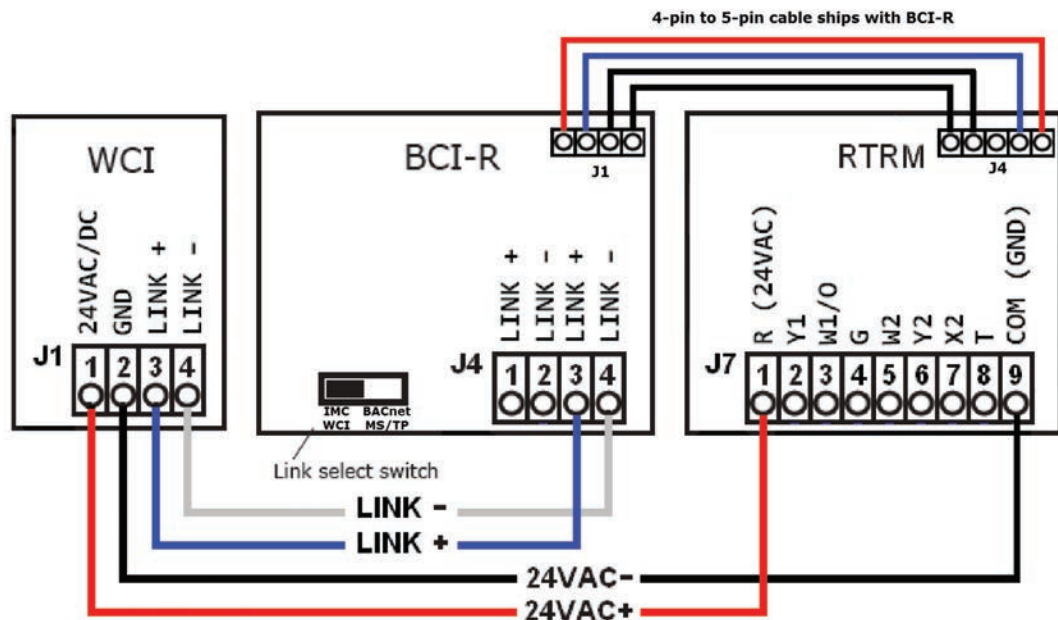 4-pin to 5-pin cable ships with BCI-R
WCI
24VAC/DC
GND
LINK +
LINK -
J1
1 2 3 4
BCI-R
J1
LINK +
LINK -
LINK +
LINK -
J4
1 2 3 4
IMC BACnet
WCI MS/TP
Link select switch
RTRM
J4
R (24VAC)
Y1
W1/O
G
W2
Y2
X2
T
COM (GND)
J7
1 2 3 4 5 6 7 8 9
LINK -
LINK +
24VAC-
24VAC+